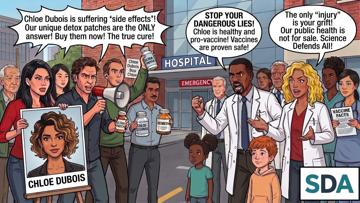 Chloe Dubois is suffering "side effects"!
Our unique detox patches are the ONLY
answer! Buy them now! The true cure!
STOP YOUR
DANGEROUS LIES!
Chloe is healthy and
pro-vaccine! Vaccines
are proven safe!
The only "injury"
is your grift!
Our public health is
not for sale. Science
Defends All!
HOSPITAL
EMERGENCY
Chloe
Dubois
CHLOE DUBOIS
VACCINE
FACTS
SDA